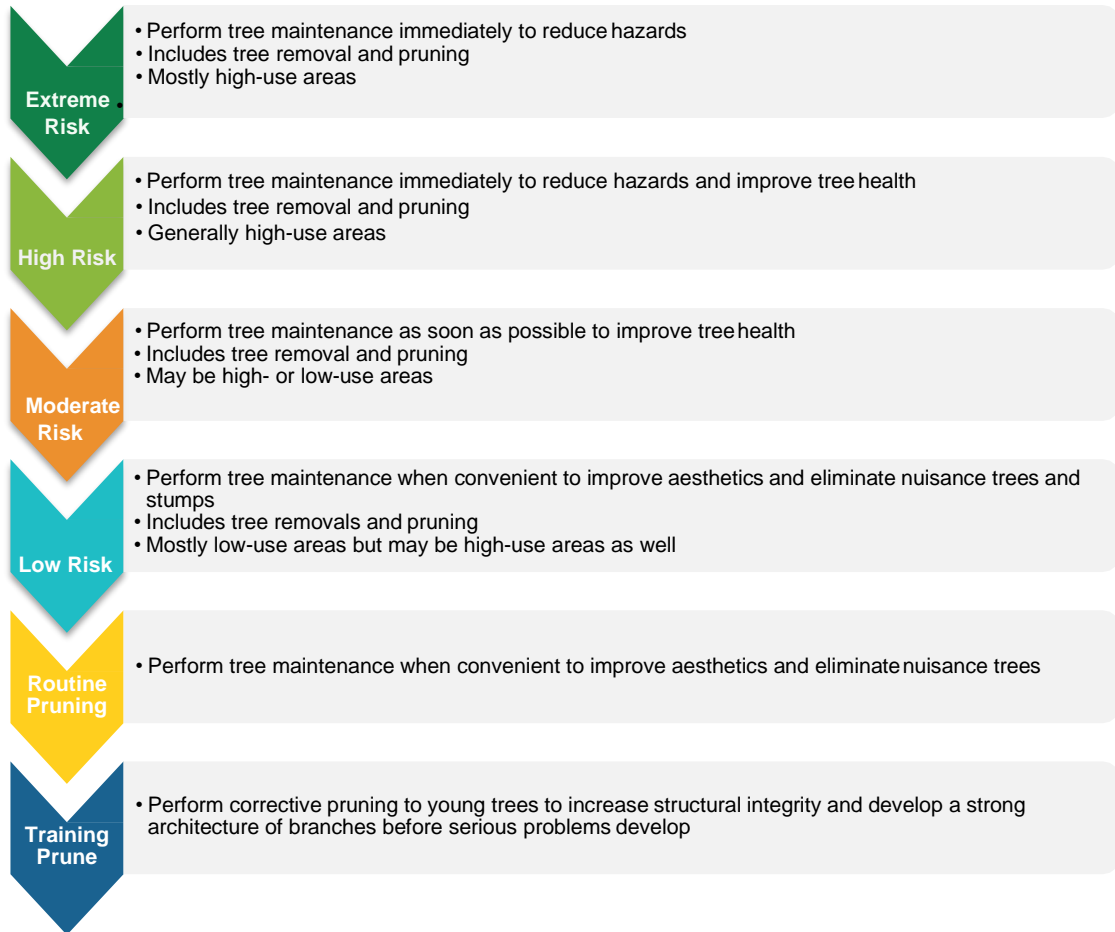 Extreme
Risk
• Perform tree maintenance immediately to reduce hazards
• Includes tree removal and pruning
• Mostly high-use areas
High Risk
• Perform tree maintenance immediately to reduce hazards and improve tree health
• Includes tree removal and pruning
• Generally high-use areas
Moderate
Risk
• Perform tree maintenance as soon as possible to improve tree health
• Includes tree removal and pruning
• May be high- or low-use areas
Low Risk
• Perform tree maintenance when convenient to improve aesthetics and eliminate nuisance trees and
stumps
• Includes tree removals and pruning
• Mostly low-use areas but may be high-use areas as well
Routine
Pruning
• Perform tree maintenance when convenient to improve aesthetics and eliminate nuisance trees
Training
Prune
• Perform corrective pruning to young trees to increase structural integrity and develop a strong
architecture of branches before serious problems develop